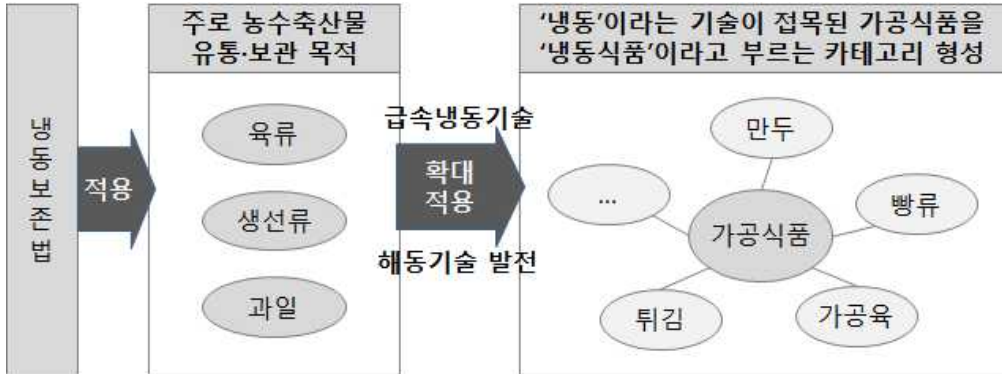 냉동보존법
적용
주로 농수축산물
유통·보관 목적
육류
생선류
과일
급속냉동기술
확대
적용
해동기술 발전
‘냉동’이라는 기술이 접목된 가공식품을
‘냉동식품’이라고 부르는 카테고리 형성
만두
...
빵류
가공식품
튀김
가공육